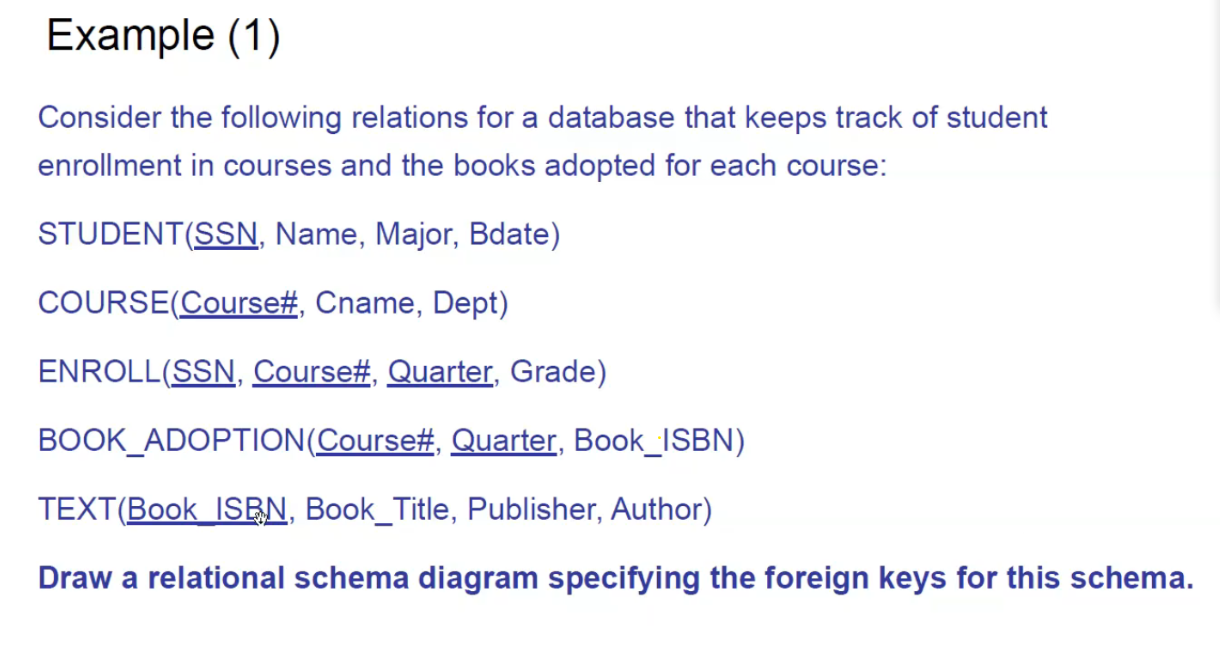 Example (1)
Consider the following relations for a database that keeps track of student
enrollment in courses and the books adopted for each course:
STUDENT(SSN, Name, Major, Bdate)
COURSE(Course#, Cname, Dept)
ENROLL(SSN, Course#, Quarter, Grade)
BOOK_ADOPTION(Course#, Quarter, Book_ISBN)
TEXT(Book_ISBN, Book_Title, Publisher, Author)
Draw a relational schema diagram specifying the foreign keys for this schema.